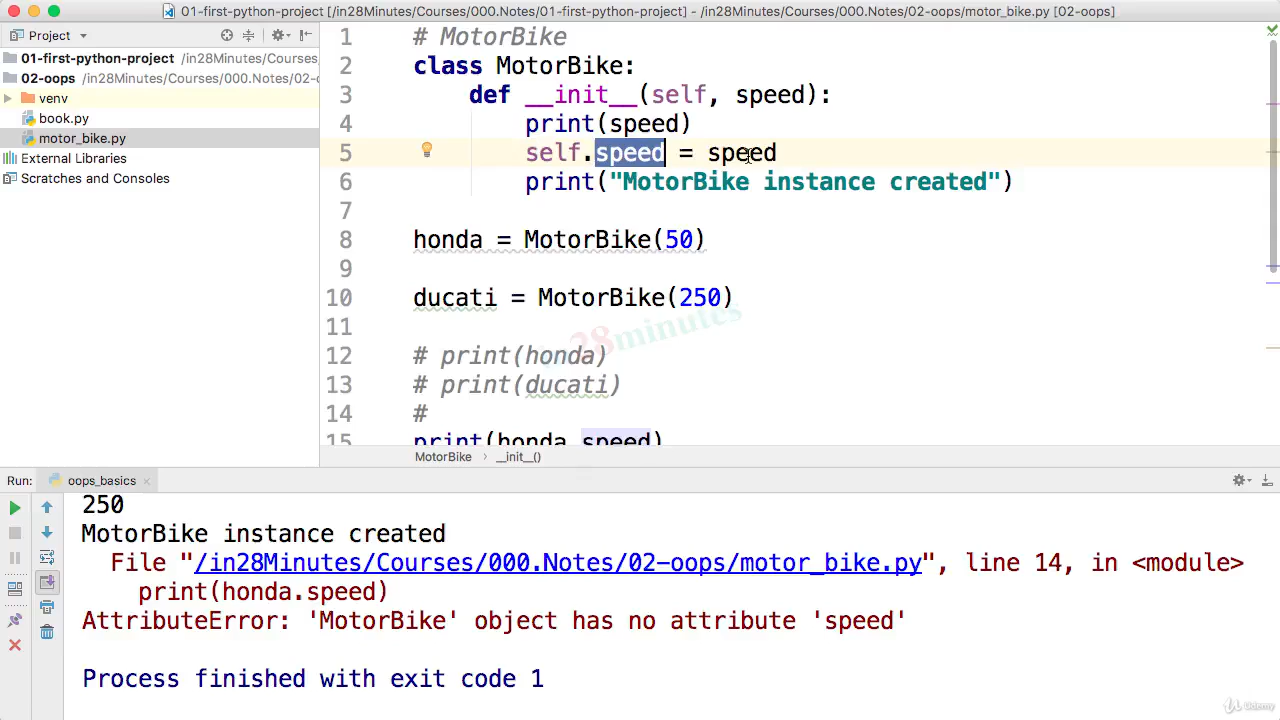 01-first-python-project [/in28Minutes/Courses/000.Notes/01-first-python-project] - /in28Minutes/Courses/000.Notes/02-oops/motor_bike.py [02-oops]
Project
01-first-python-project /in28Minutes/Courses,
02-oops /in28Minutes/Courses/000.Notes/02-o
venv
book.py
motor_bike.py
External Libraries
Scratches and Consoles
1 # MotorBike
2 class MotorBike:
3 def __init__(self, speed):
4 print(speed)
5 self.speed = speed
6 print("MotorBike instance created")
7
8 honda = MotorBike(50)
9
10 ducati = MotorBike(250)
11
12 # print(honda)
13 # print(ducati)
14 #
15 print(honda.speed)
in28minutes
MotorBike › __init__()
Run: oops_basics
250
MotorBike instance created
File "/in28Minutes/Courses/000.Notes/02-oops/motor_bike.py", line 14, in <module>
print(honda.speed)
AttributeError: 'MotorBike' object has no attribute 'speed'
Process finished with exit code 1
Udemy